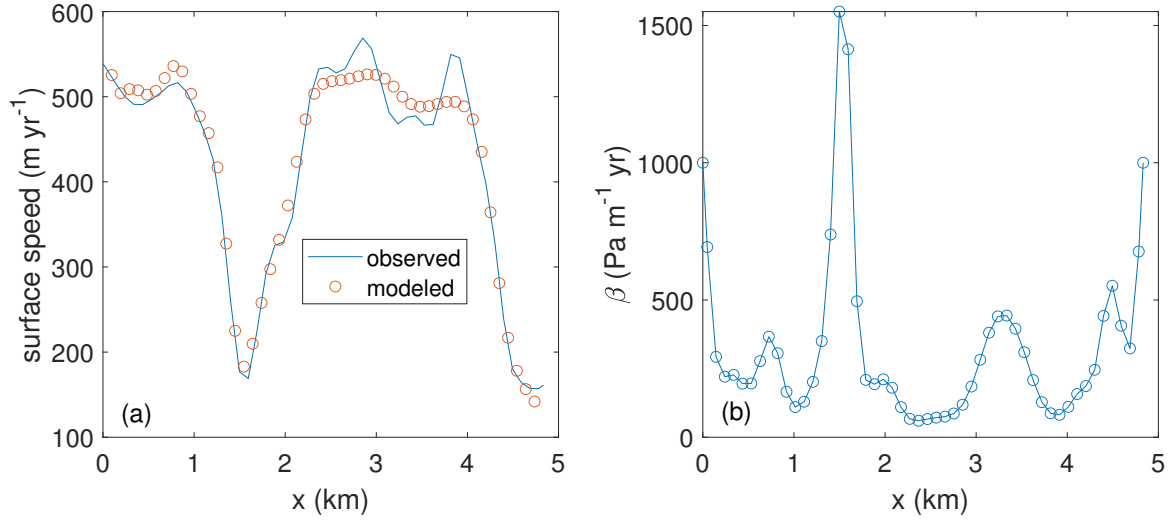 600
500
400
300
200
100
surface speed (m yr⁻¹)
observed
modeled
(a)
0 1 2 3 4 5
x (km)
1500
1000
500
0
β (Pa m⁻¹ yr)
(b)
0 1 2 3 4 5
x (km)